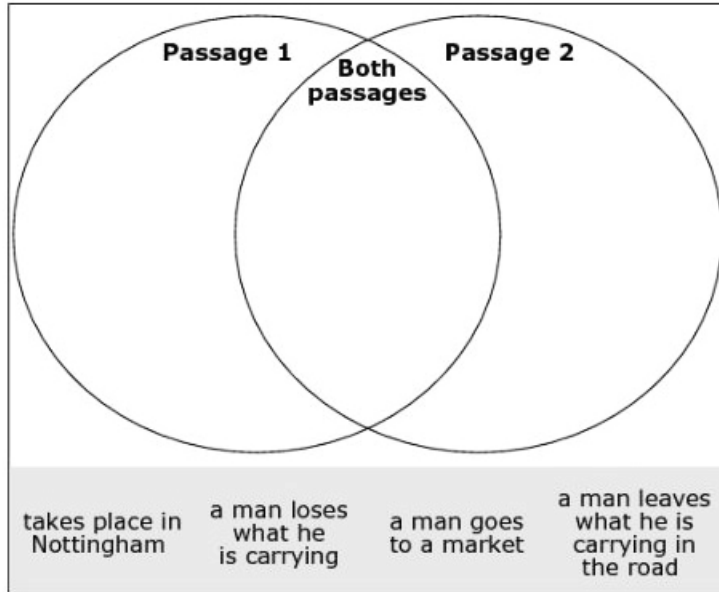 Passage 1
Both
passages
Passage 2
takes place in
Nottingham
a man loses
what he
is carrying
a man goes
to a market
a man leaves
what he is
carrying in
the road